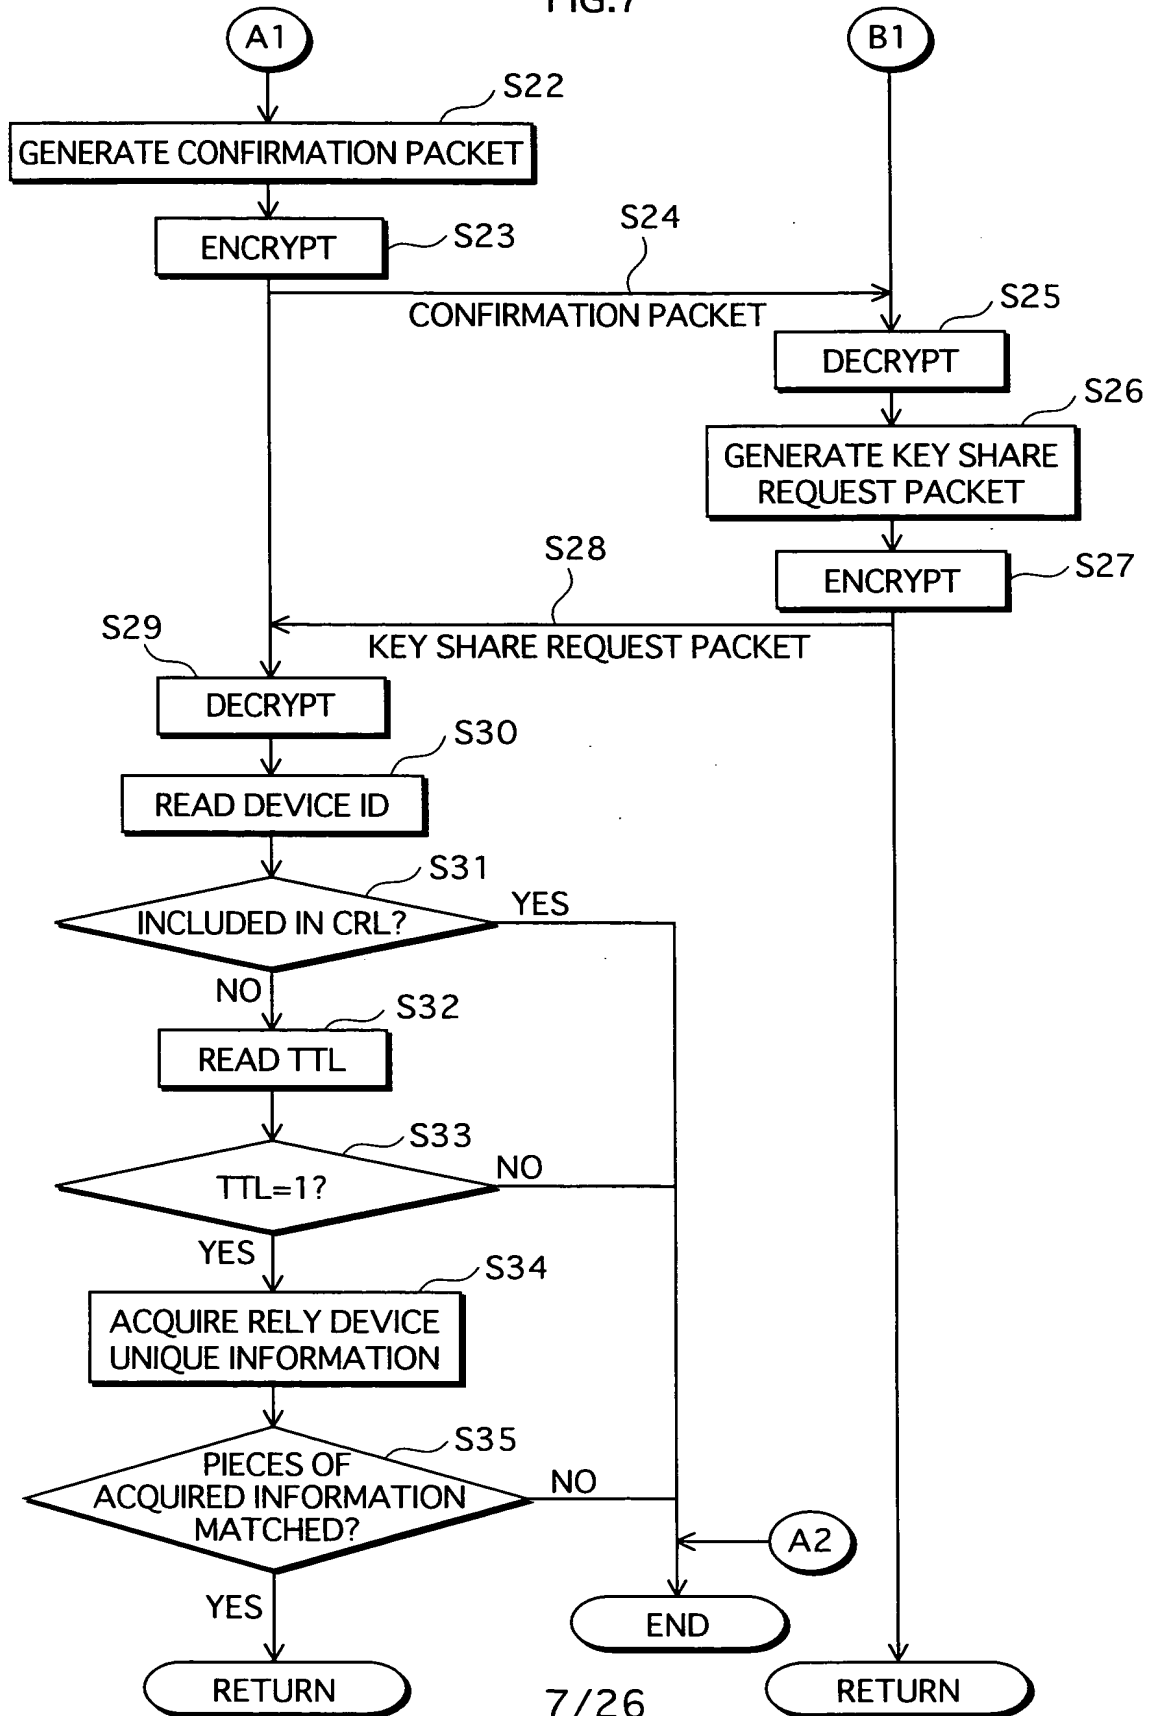 FIG.7
A1
B1
S22
GENERATE CONFIRMATION PACKET
S23
ENCRYPT
S24
CONFIRMATION PACKET
S25
DECRYPT
S26
GENERATE KEY SHARE
REQUEST PACKET
S27
ENCRYPT
S28
KEY SHARE REQUEST PACKET
S29
DECRYPT
S30
READ DEVICE ID
S31
INCLUDED IN CRL?
YES
NO
S32
READ TTL
S33
TTL=1?
NO
YES
S34
ACQUIRE RELY DEVICE
UNIQUE INFORMATION
S35
PIECES OF
ACQUIRED INFORMATION
MATCHED?
NO
A2
YES
END
RETURN
RETURN
7/26